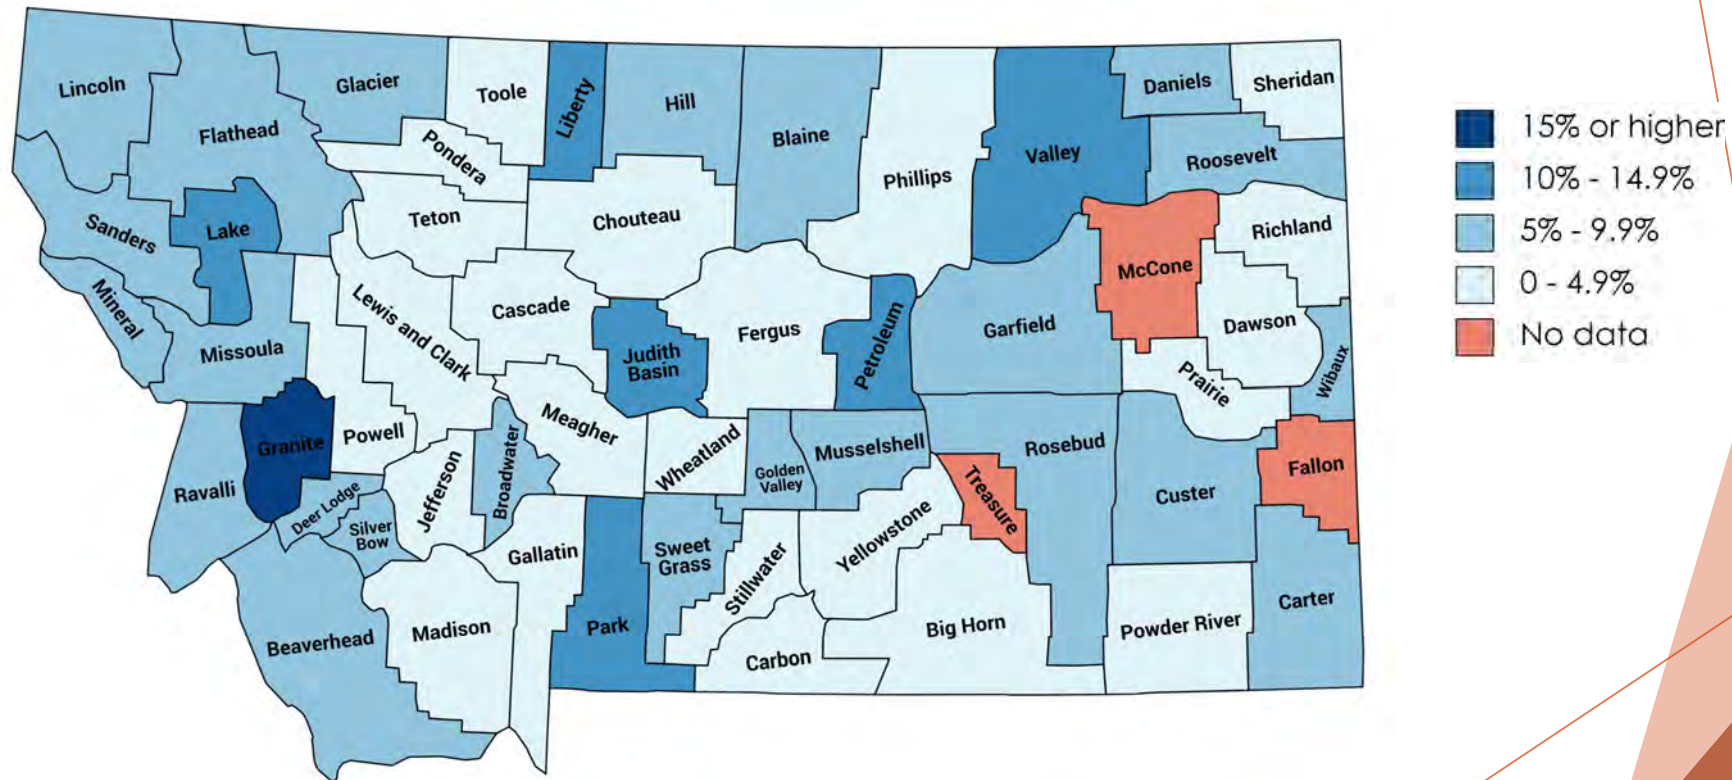 Lincoln
Flathead
Glacier
Toole
Liberty
Hill
Blaine
Phillips
Valley
Daniels
Sheridan
Roosevelt
Pondera
Teton
Chouteau
Sanders
Lake
Mineral
Missoula
Lewis and Clark
Cascade
Judith
Basin
Fergus
Petroleum
Garfield
McCone
Richland
Dawson
Prairie
Wibaux
Granite
Powell
Meagher
Broadwater
Jefferson
Wheatland
Golden
Valley
Musselshell
Rosebud
Treasure
Custer
Fallon
Ravalli
Deer Lodge
Silver
Bow
Gallatin
Park
Sweet
Grass
Stillwater
Yellowstone
Beaverhead
Madison
Carbon
Big Horn
Powder River
Carter
15% or higher
10% - 14.9%
5% - 9.9%
0 - 4.9%
No data